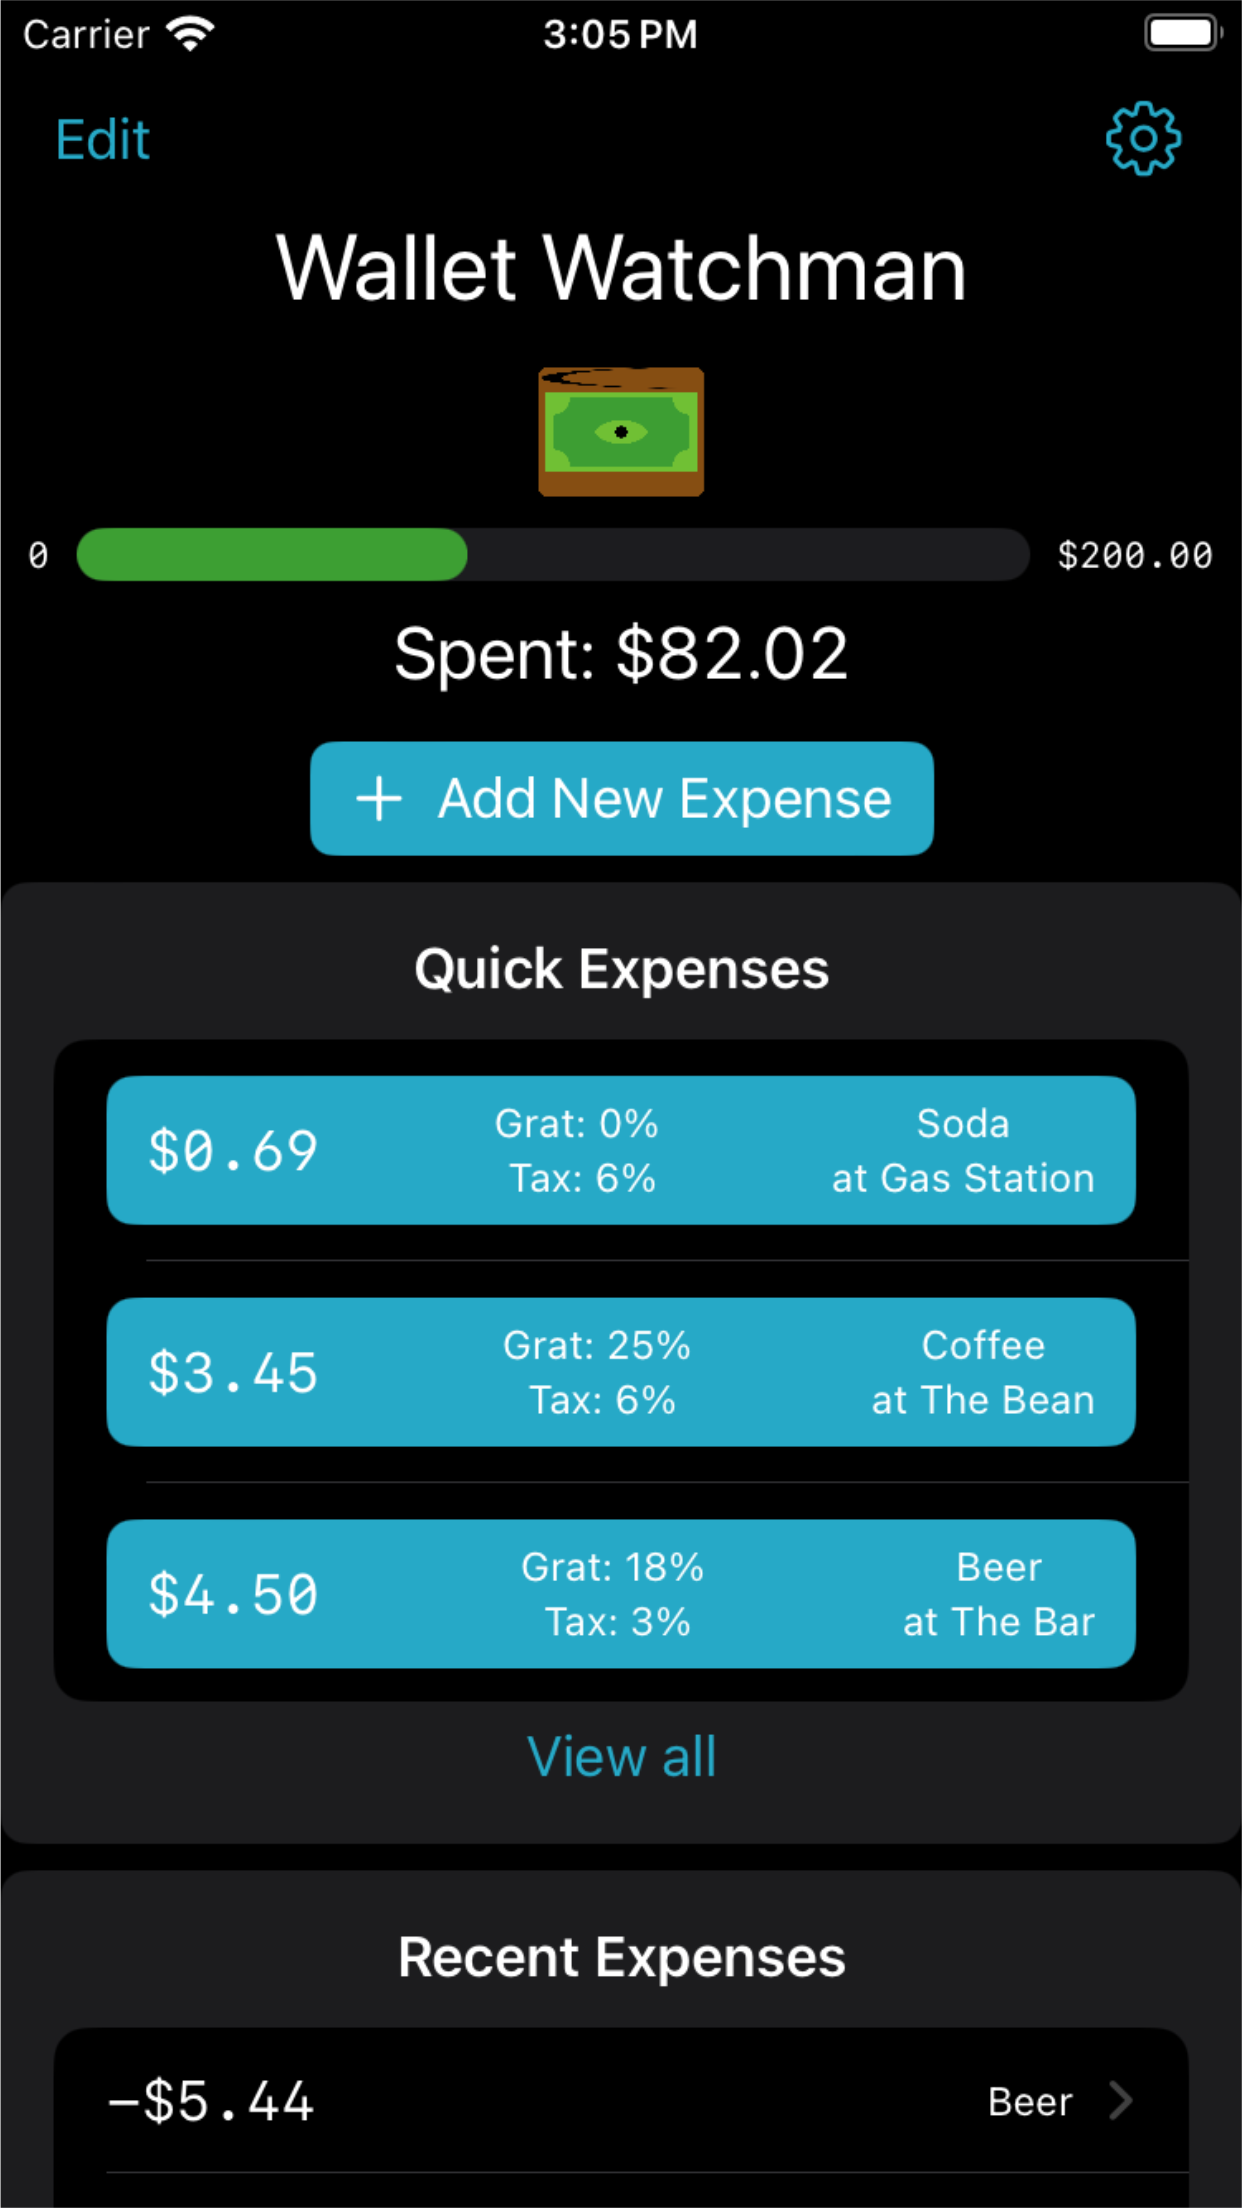 Carrier 3:05 PM
Edit
Wallet Watchman
0 $200.00
Spent: $82.02
+ Add New Expense
Quick Expenses
$0.69
Grat: 0%
Tax: 6%
Soda
at Gas Station
$3.45
Grat: 25%
Tax: 6%
Coffee
at The Bean
$4.50
Grat: 18%
Tax: 3%
Beer
at The Bar
View all
Recent Expenses
−$5.44 Beer